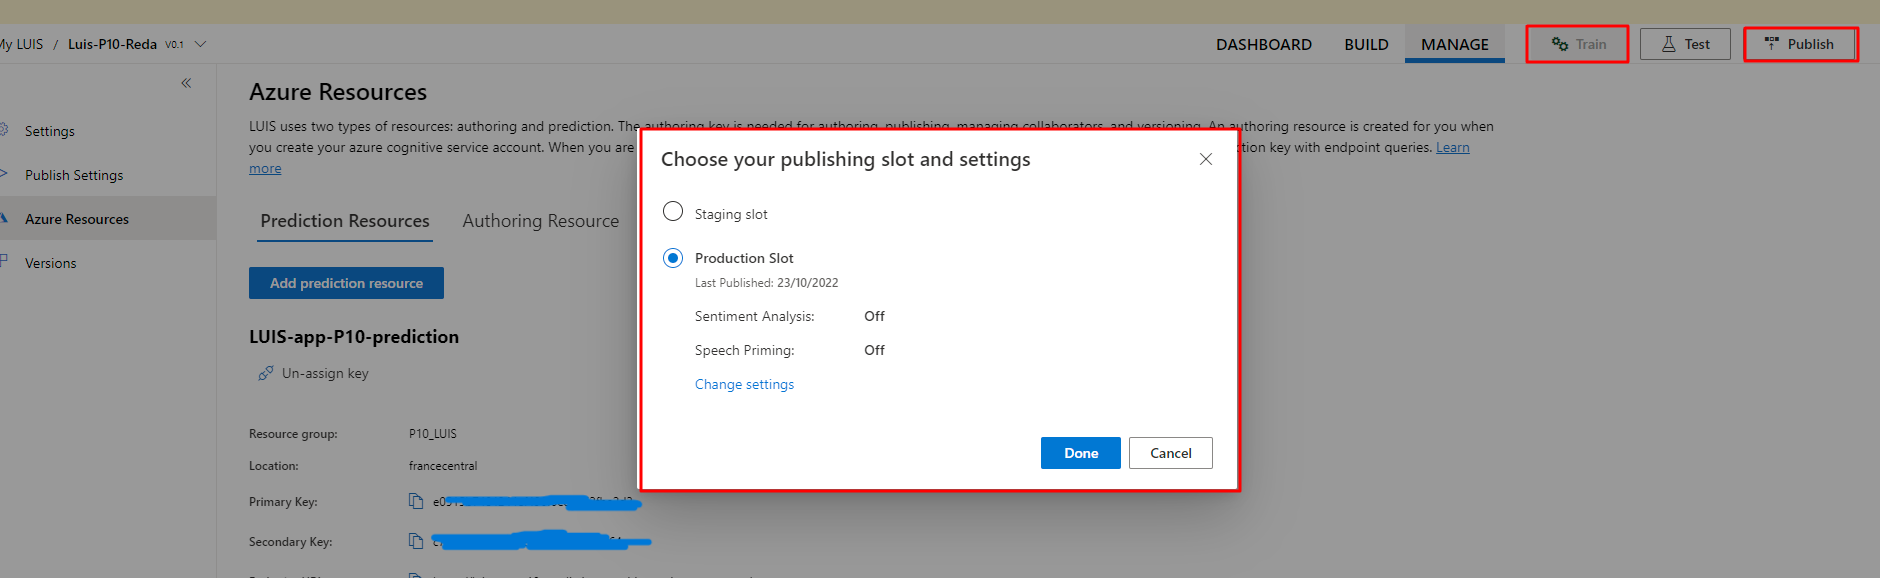 My LUIS / Luis-P10-Reda V0.1
DASHBOARD BUILD MANAGE Train Test Publish
Settings
Publish Settings
Azure Resources
Versions
Azure Resources
LUIS uses two types of resources: authoring and prediction. The authoring key is needed for authoring, publishing, managing collaborators, and versioning. An authoring resource is created for you when
you create your azure cognitive service account. When you are tion key with endpoint queries. Learn
more
Prediction Resources Authoring Resource
Add prediction resource
LUIS-app-P10-prediction
Un-assign key
Resource group: P10_LUIS
Location: francecentral
Primary Key:
Secondary Key:
Choose your publishing slot and settings
Staging slot
Production Slot
Last Published: 23/10/2022
Sentiment Analysis: Off
Speech Priming: Off
Change settings
Done Cancel